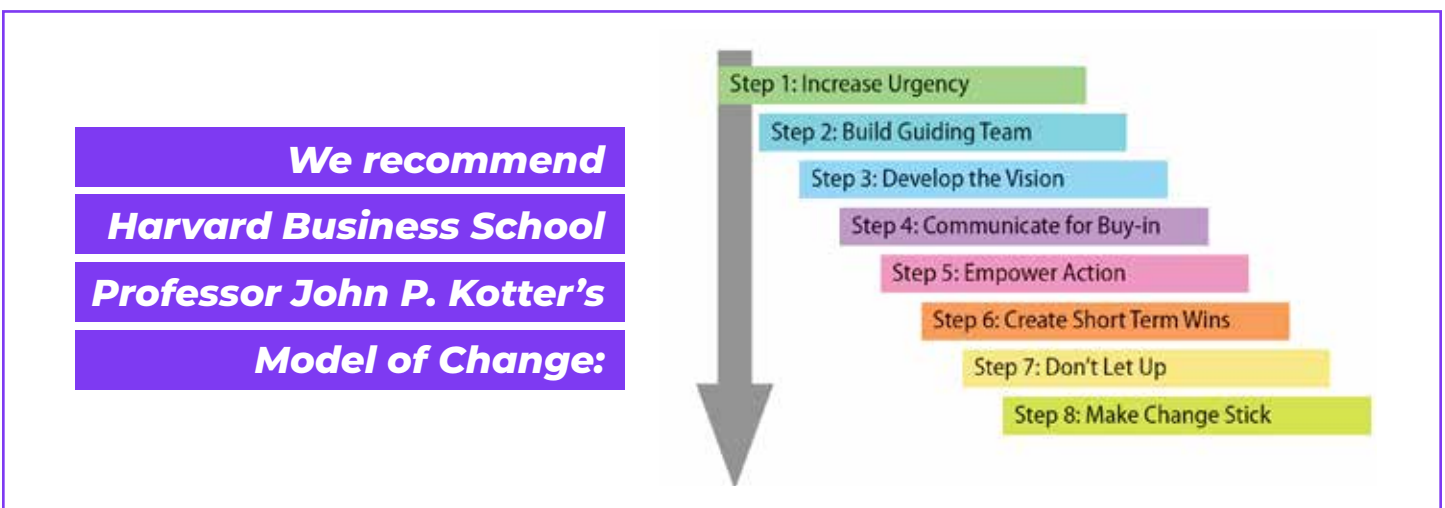 We recommend
Harvard Business School
Professor John P. Kotter’s
Model of Change:
Step 1: Increase Urgency
Step 2: Build Guiding Team
Step 3: Develop the Vision
Step 4: Communicate for Buy-in
Step 5: Empower Action
Step 6: Create Short Term Wins
Step 7: Don't Let Up
Step 8: Make Change Stick